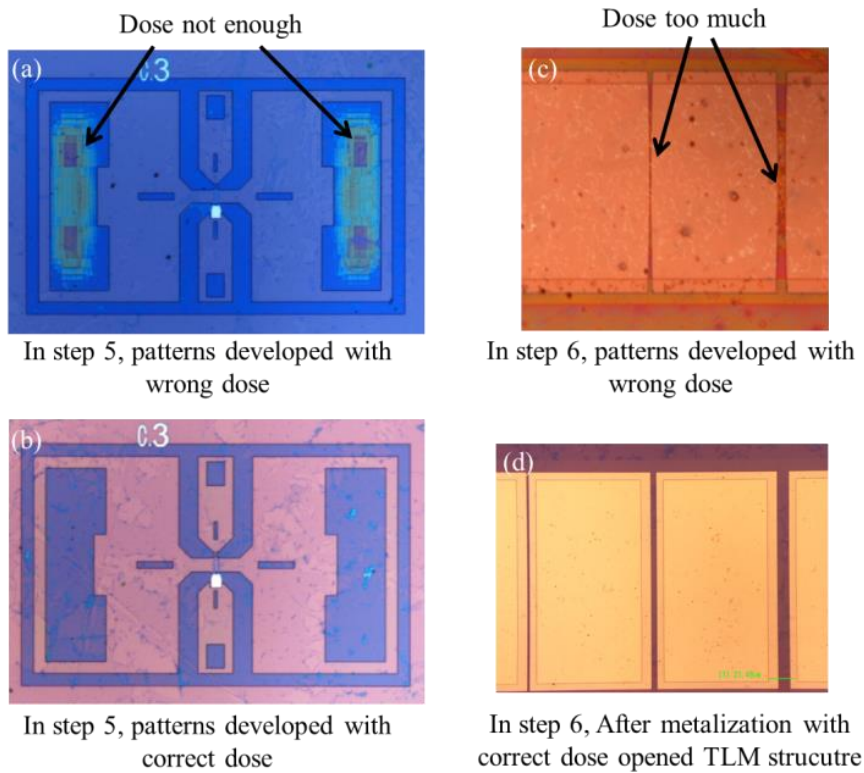 Dose not enough
Dose too much
(a)
C.3
(c)
In step 5, patterns developed with
wrong dose
In step 6, patterns developed with
wrong dose
(b)
C.3
(d)
In step 5, patterns developed with
correct dose
In step 6, After metalization with
correct dose opened TLM strucutre